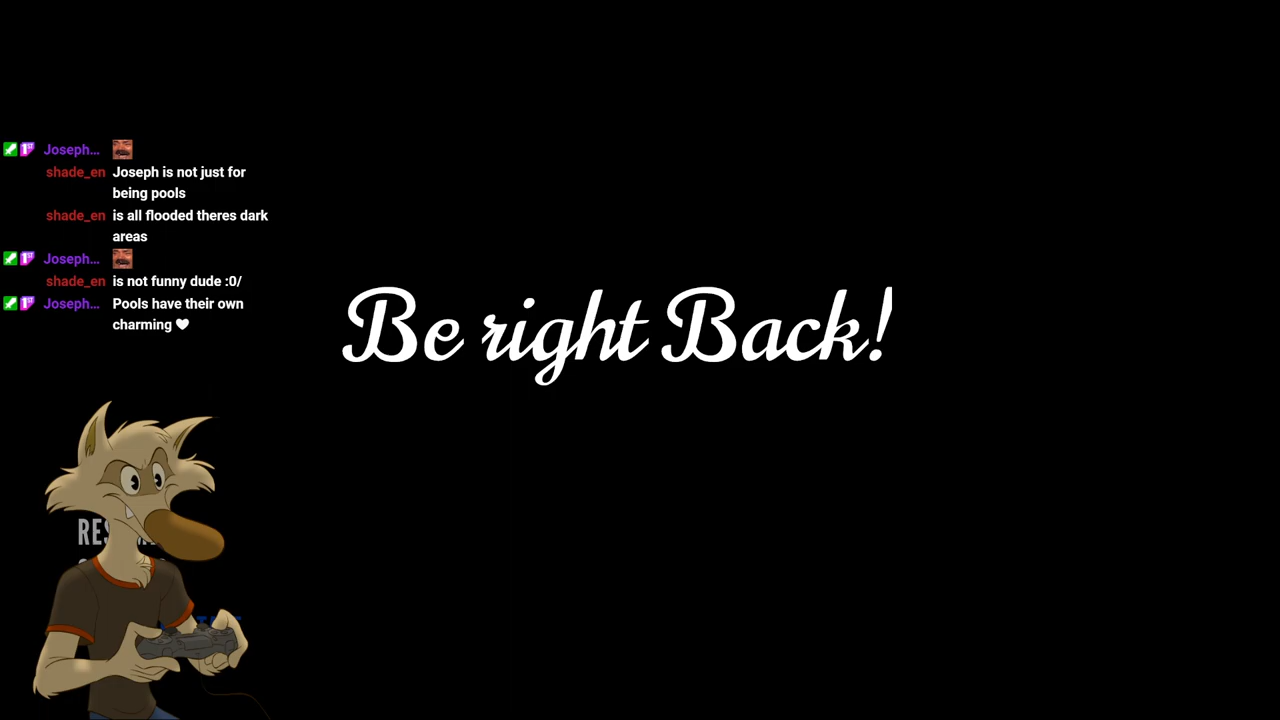 Joseph…
shade_en Joseph is not just for
being pools
shade_en is all flooded theres dark
areas
Joseph…
shade_en is not funny dude :0/
Joseph… Pools have their own
charming
Be right Back!